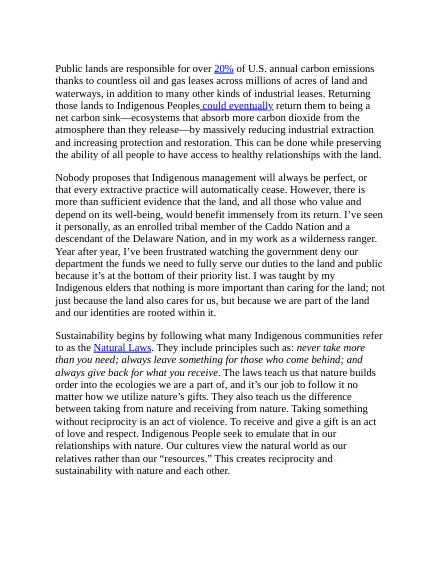 Public lands are responsible for over 20% of U.S. annual carbon emissions
thanks to countless oil and gas leases across millions of acres of land and
waterways, in addition to many other kinds of industrial leases. Returning
those lands to Indigenous Peoples could eventually return them to being a
net carbon sink—ecosystems that absorb more carbon dioxide from the
atmosphere than they release—by massively reducing industrial extraction
and increasing protection and restoration. This can be done while preserving
the ability of all people to have access to healthy relationships with the land.
Nobody proposes that Indigenous management will always be perfect, or
that every extractive practice will automatically cease. However, there is
more than sufficient evidence that the land, and all those who value and
depend on its well-being, would benefit immensely from its return. I’ve seen
it personally, as an enrolled tribal member of the Caddo Nation and a
descendant of the Delaware Nation, and in my work as a wilderness ranger.
Year after year, I’ve been frustrated watching the government deny our
department the funds we need to fully serve our duties to the land and public
because it’s at the bottom of their priority list. I was taught by my
Indigenous elders that nothing is more important than caring for the land; not
just because the land also cares for us, but because we are part of the land
and our identities are rooted within it.
Sustainability begins by following what many Indigenous communities refer
to as the Natural Laws. They include principles such as: never take more
than you need; always leave something for those who come behind; and
always give back for what you receive. The laws teach us that nature builds
order into the ecologies we are a part of, and it’s our job to follow it no
matter how we utilize nature’s gifts. They also teach us the difference
between taking from nature and receiving from nature. Taking something
without reciprocity is an act of violence. To receive and give a gift is an act
of love and respect. Indigenous People seek to emulate that in our
relationships with nature. Our cultures view the natural world as our
relatives rather than our “resources.” This creates reciprocity and
sustainability with nature and each other.